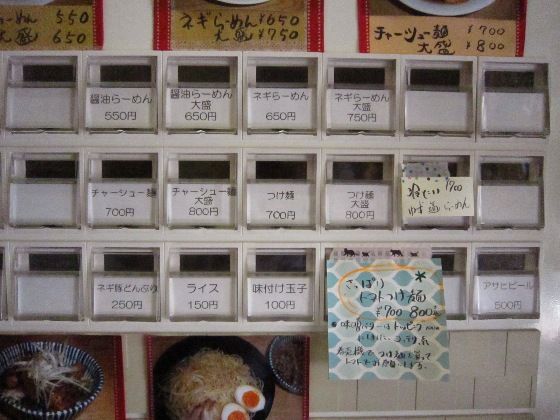 らーめん 550
大盛 650
ネギらーめん ¥650
大盛 ¥750
チャーシュー麺 ¥700
大盛 ¥800
醤油らーめん
550円
醤油らーめん
大盛
650円
ネギらーめん
650円
ネギらーめん
大盛
750円
チャーシュー麺
700円
チャーシュー麺
大盛
800円
つけ麺
700円
つけ麺
大盛
800円
冷たい ¥700
らーめん
ネギ豚どんぶり
250円
ライス
150円
味付け玉子
100円
さっぱり
トマトつけ麺
¥700 800
アサヒビール
500円